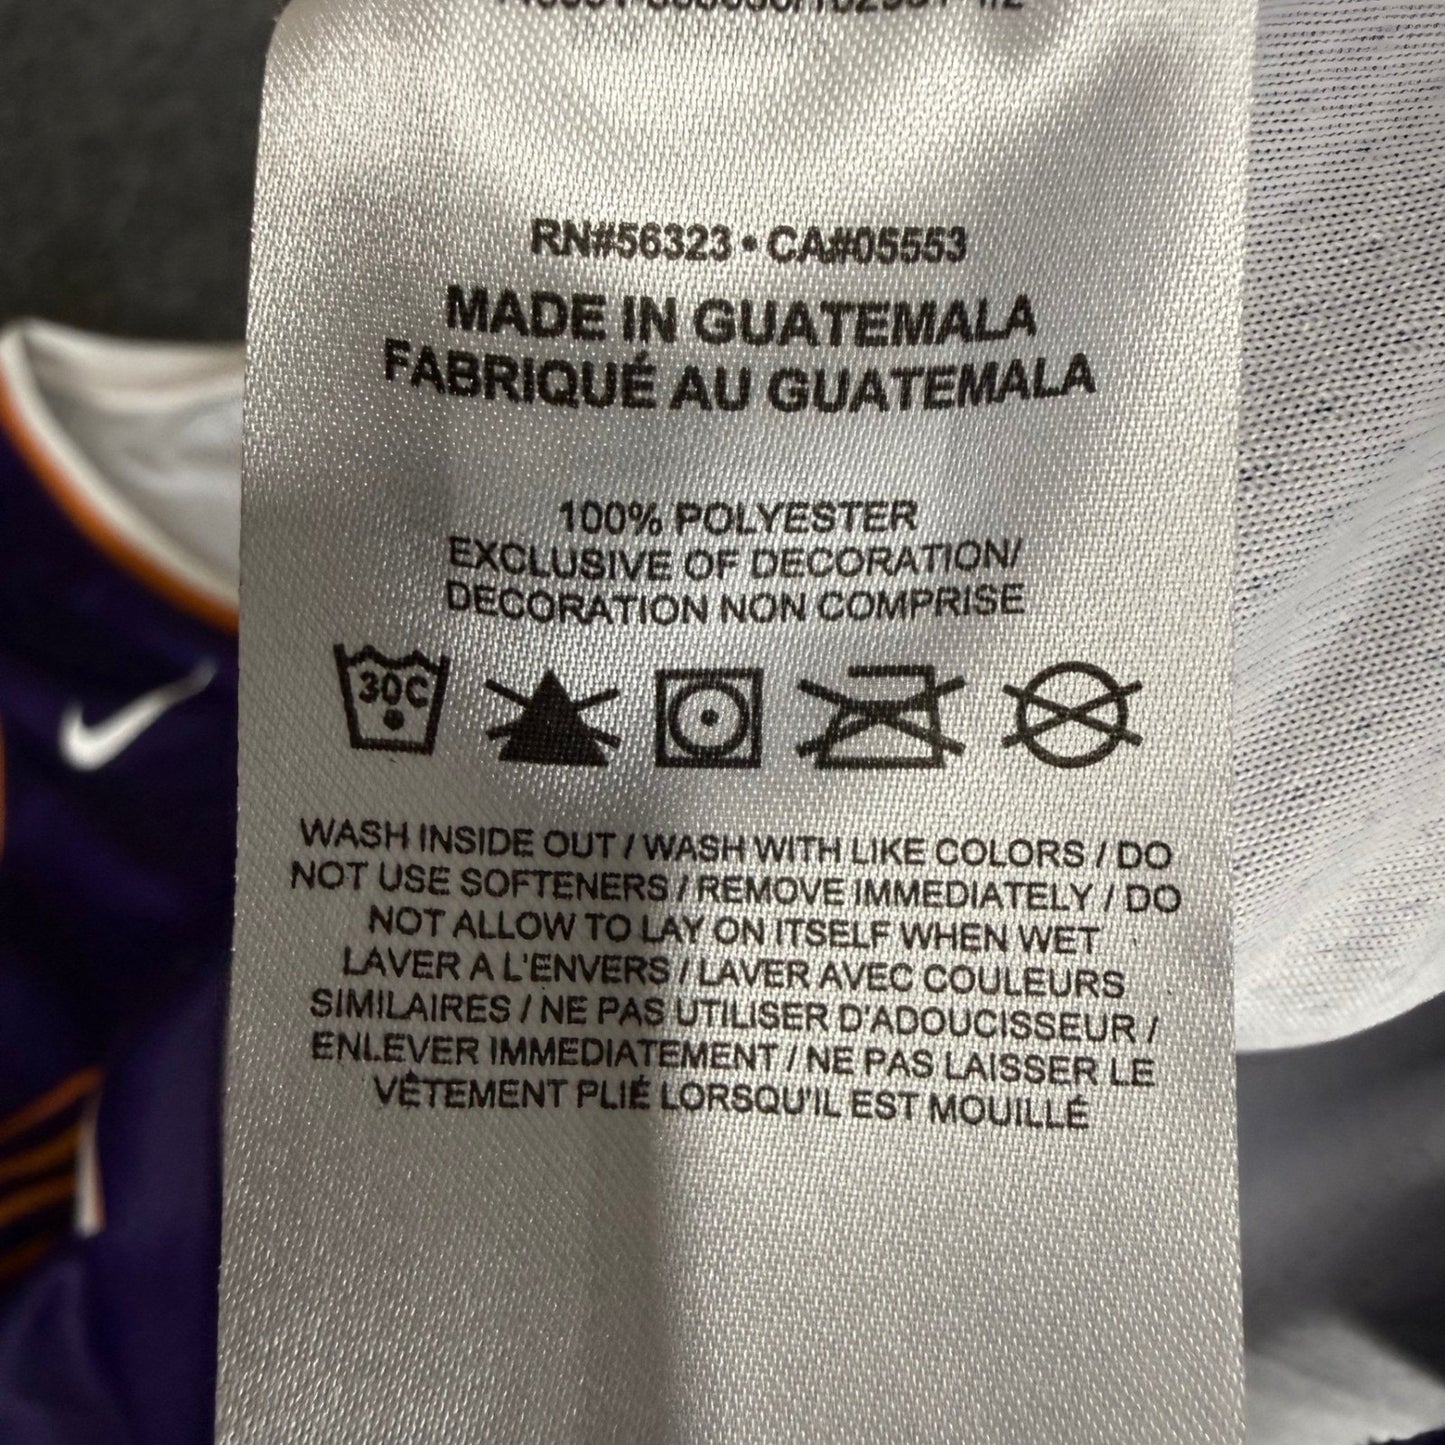 RN#56323 • CA#05553
MADE IN GUATEMALA
FABRIQUÉ AU GUATEMALA
100% POLYESTER
EXCLUSIVE OF DECORATION/
DECORATION NON COMPRISE
30C
WASH INSIDE OUT / WASH WITH LIKE COLORS / DO
NOT USE SOFTENERS / REMOVE IMMEDIATELY / DO
NOT ALLOW TO LAY ON ITSELF WHEN WET
LAVER A L'ENVERS / LAVER AVEC COULEURS
SIMILAIRES / NE PAS UTILISER D'ADOUCISSEUR /
ENLEVER IMMEDIATEMENT / NE PAS LAISSER LE
VÊTEMENT PLIÉ LORSQU'IL EST MOUILLÉ